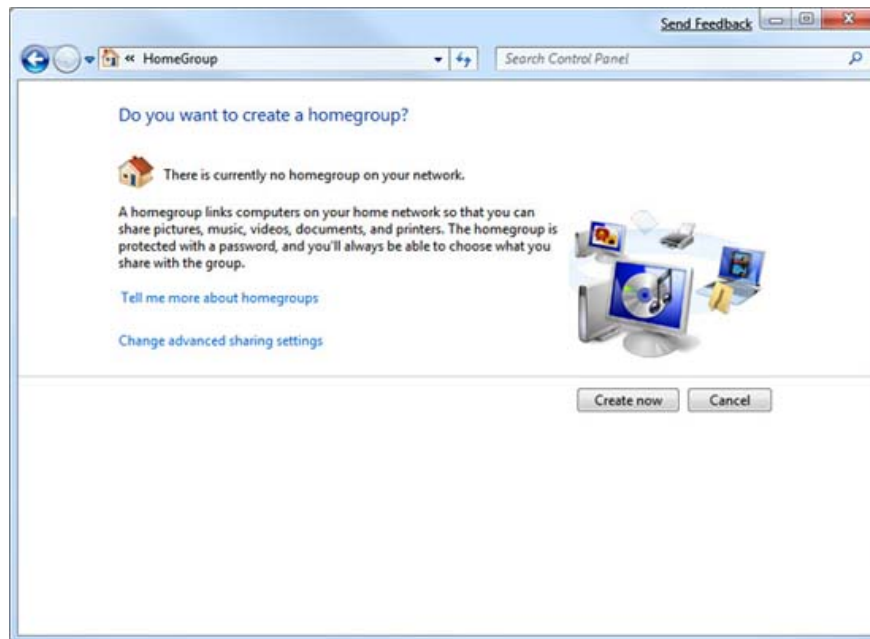 Send Feedback
« HomeGroup
Search Control Panel
Do you want to create a homegroup?
There is currently no homegroup on your network.
A homegroup links computers on your home network so that you can
share pictures, music, videos, documents, and printers. The homegroup is
protected with a password, and you'll always be able to choose what you
share with the group.
Tell me more about homegroups
Change advanced sharing settings
Create now
Cancel